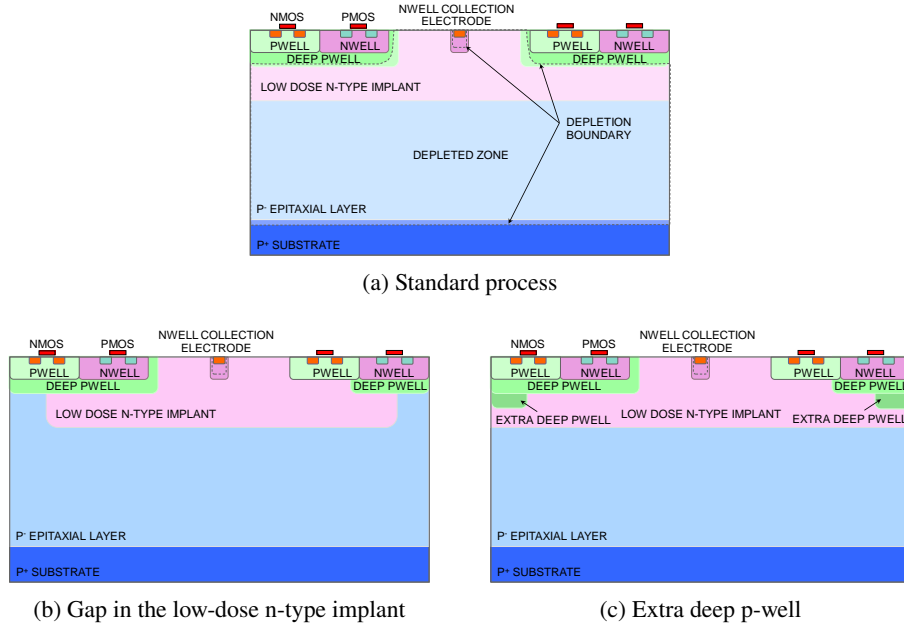 NMOS PMOS NWELL COLLECTION
ELECTRODE
PWELL NWELL PWELL NWELL
DEEP PWELL DEEP PWELL
LOW DOSE N-TYPE IMPLANT
DEPLETION
BOUNDARY
DEPLETED ZONE
P⁻ EPITAXIAL LAYER
P⁺ SUBSTRATE
(a) Standard process
NMOS PMOS NWELL COLLECTION
ELECTRODE
PWELL NWELL PWELL NWELL
DEEP PWELL DEEP PWELL
LOW DOSE N-TYPE IMPLANT
P⁻ EPITAXIAL LAYER
P⁺ SUBSTRATE
(b) Gap in the low-dose n-type implant
NMOS PMOS NWELL COLLECTION
ELECTRODE
PWELL NWELL PWELL NWELL
DEEP PWELL DEEP PWELL
LOW DOSE N-TYPE IMPLANT
EXTRA DEEP PWELL EXTRA DEEP PWELL
P⁻ EPITAXIAL LAYER
P⁺ SUBSTRATE
(c) Extra deep p-well